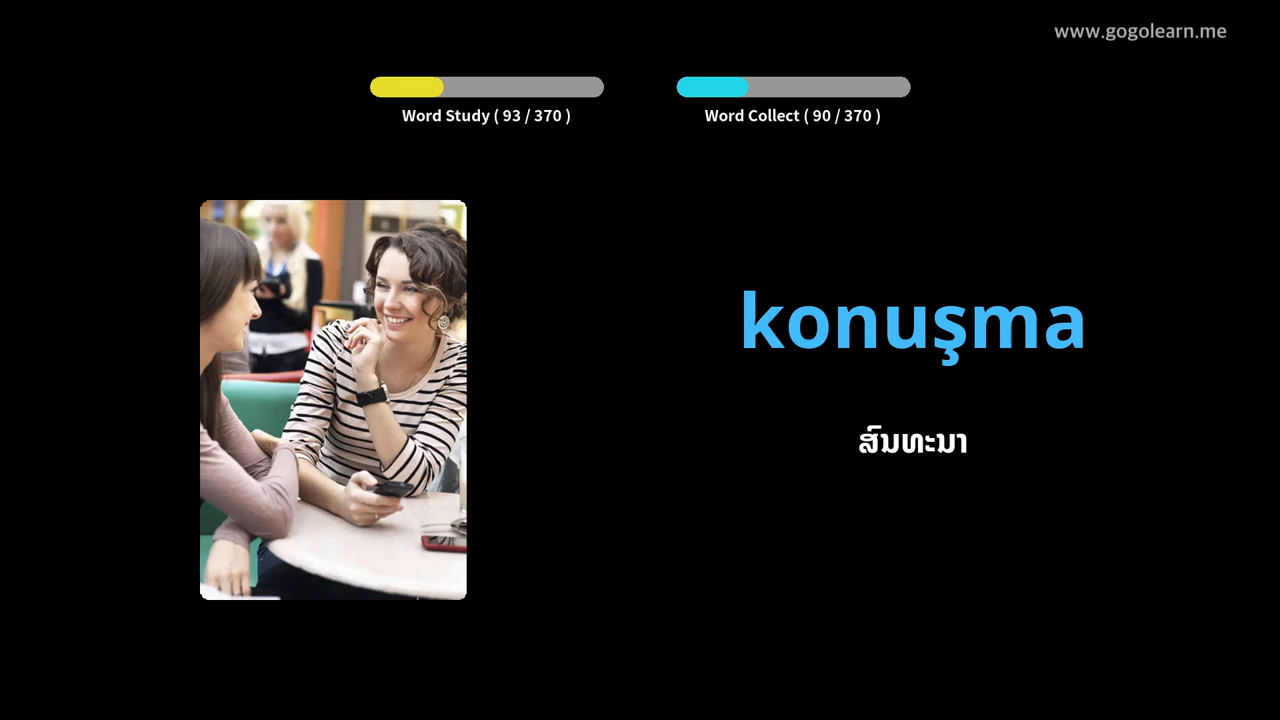 www.gogolearn.me
Word Study ( 93 / 370 )
Word Collect ( 90 / 370 )
konuşma
ສົນທະນາ